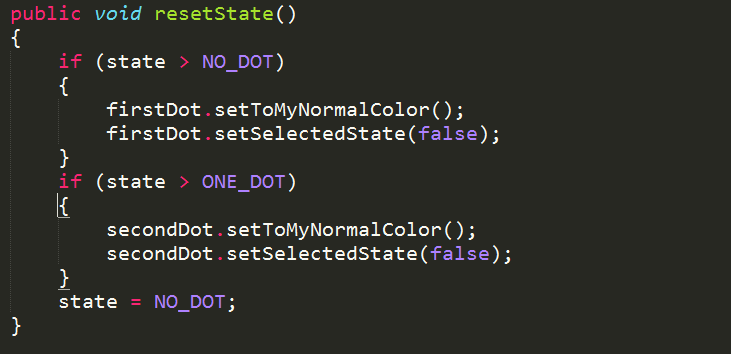 public void resetState()
{
    if (state > NO_DOT)
    {
        firstDot.setToMyNormalColor();
        firstDot.setSelectedState(false);
    }
    if (state > ONE_DOT)
    {
        secondDot.setToMyNormalColor();
        secondDot.setSelectedState(false);
    }
    state = NO_DOT;
}